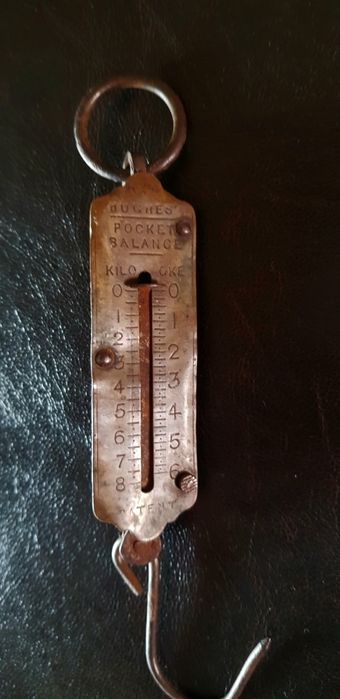 HUGHES'
POCKET
BALANCE
KILO OKE
0 0
1 1
2 2
3 3
4 4
5 5
6 6
7
8
PATENT